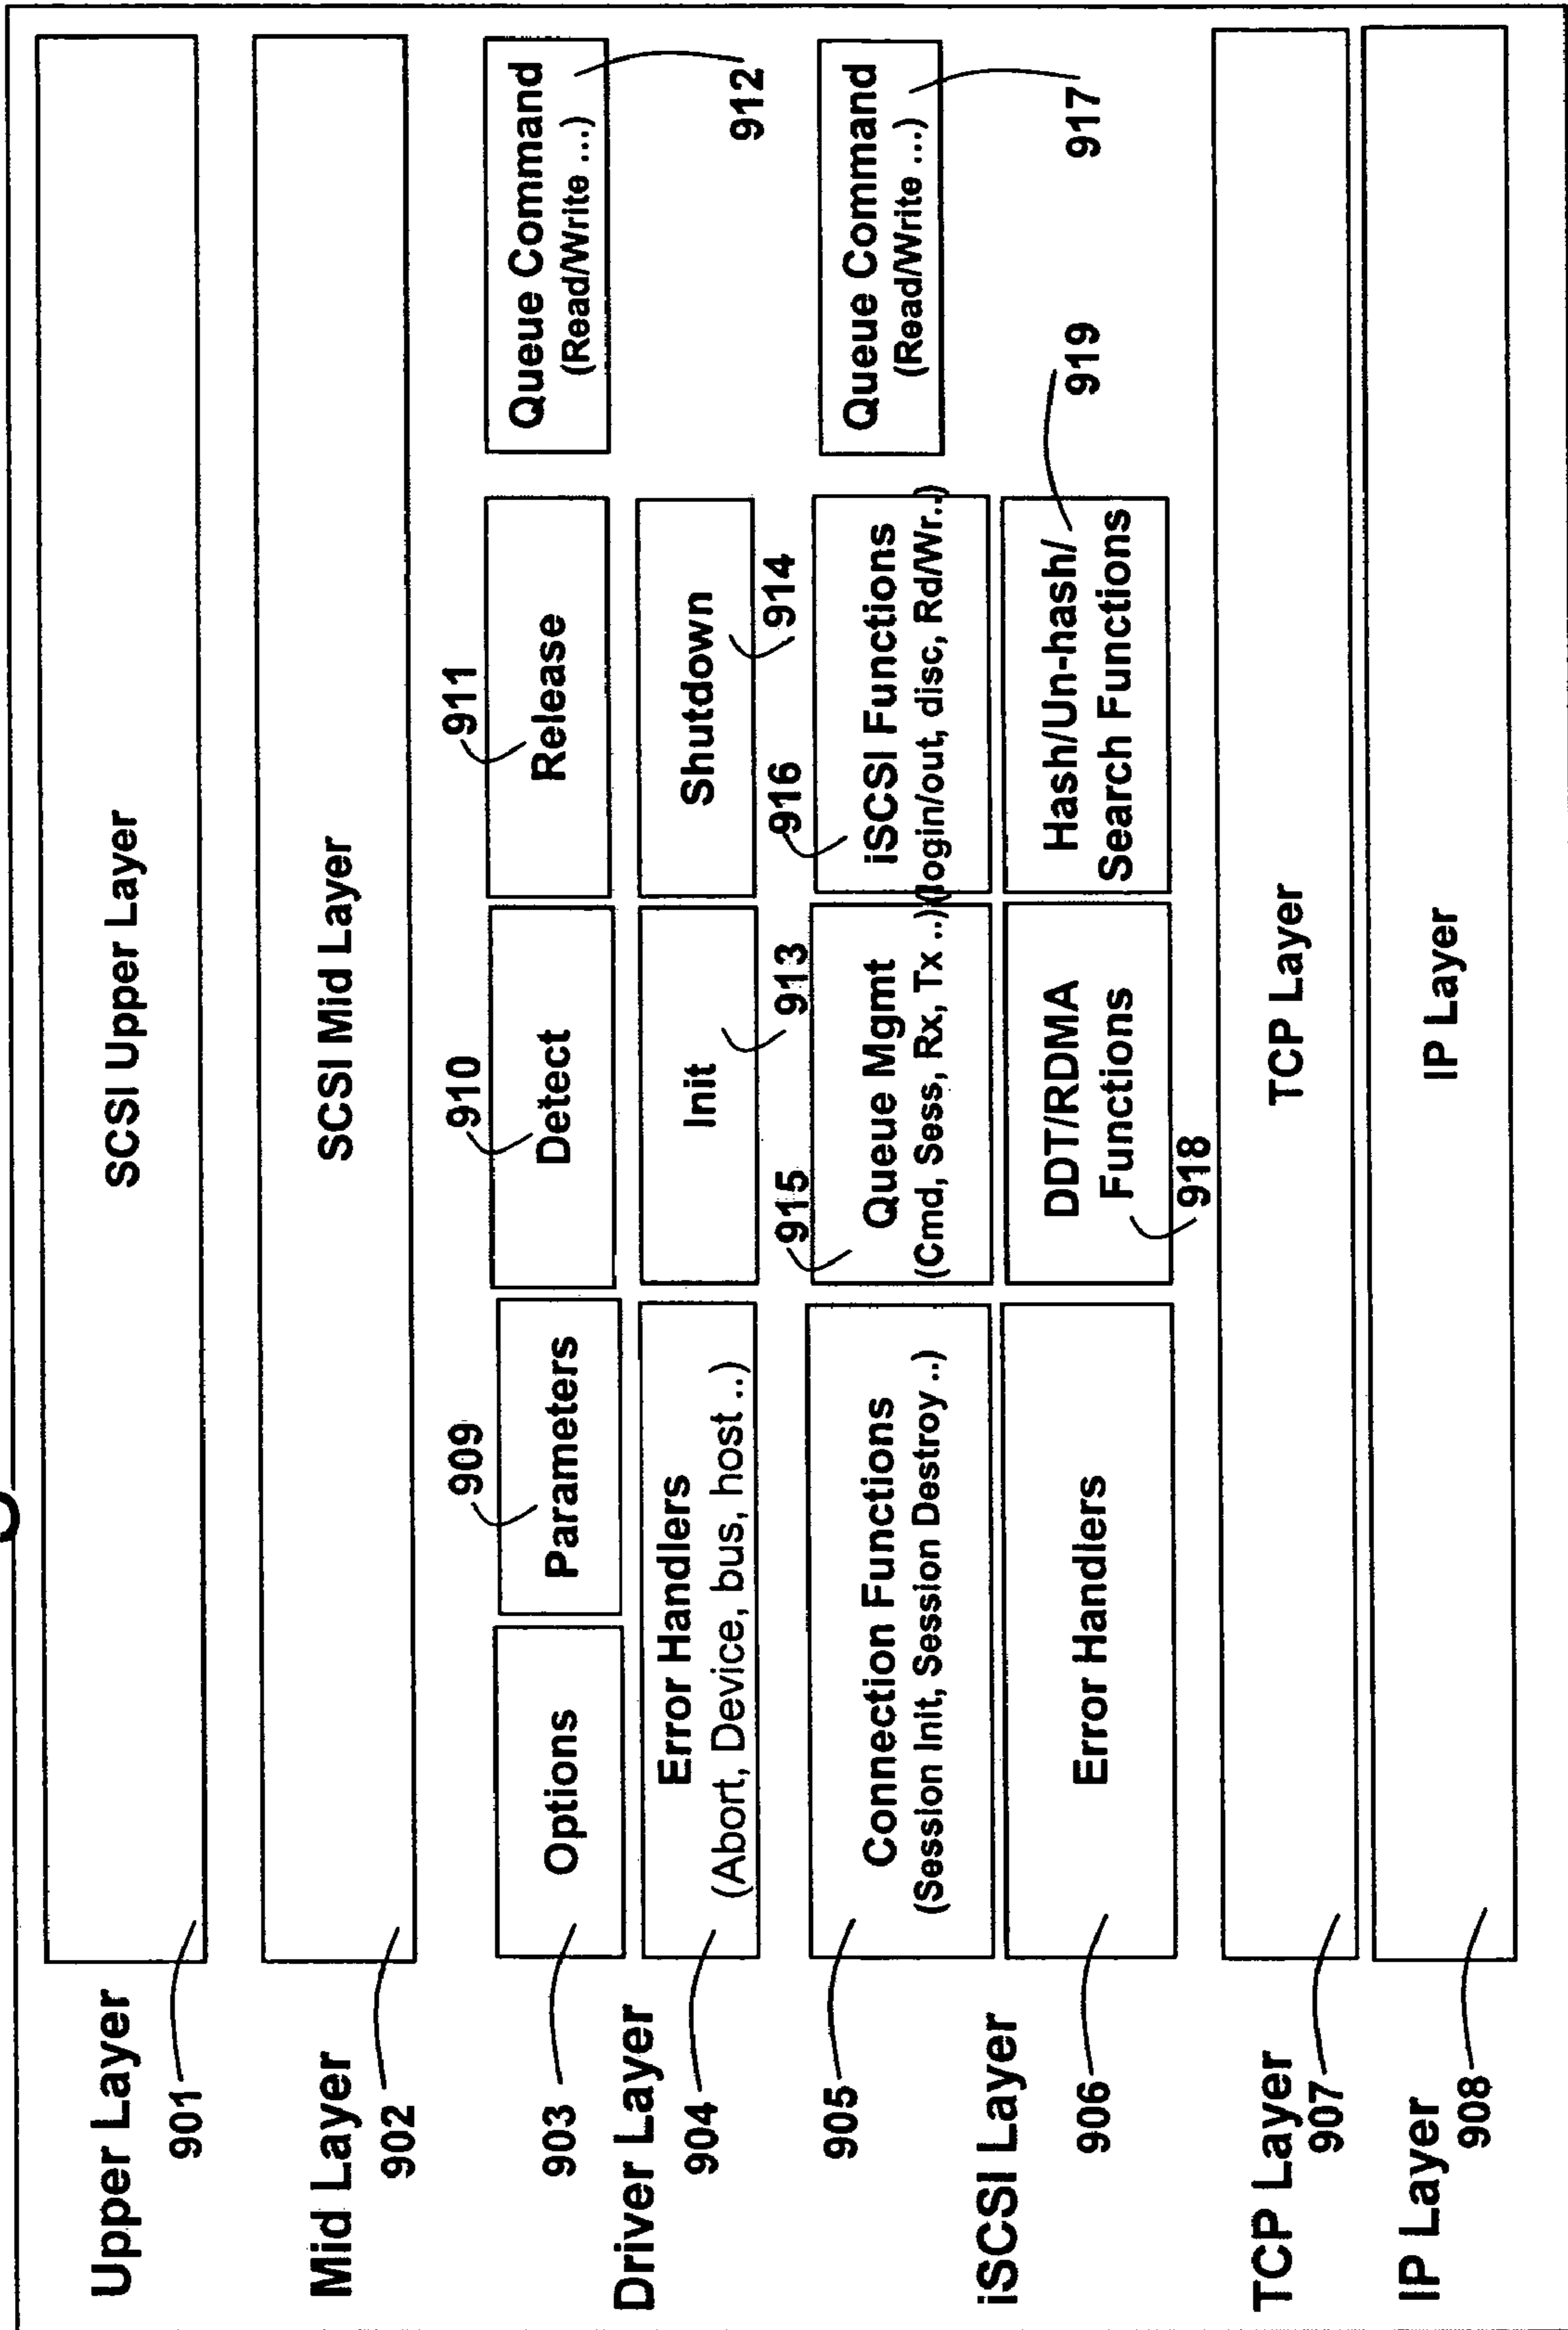 Upper Layer
901
SCSI Upper Layer
Mid Layer
902
SCSI Mid Layer
Driver Layer
903
Options
909
Parameters
910
Detect
911
Release
Queue Command
(Read/Write ...)
912
904
Error Handlers
(Abort, Device, bus, host ..)
Init
913
Shutdown
914
iSCSI Layer
905
Connection Functions
(Session Init, Session Destroy ..)
915
Queue Mgmt
(Cmd, Sess, Rx, Tx ..)
916
iSCSI Functions
(login/out, disc, Rd/Wr..)
Queue Command
(Read/Write ...)
917
906
Error Handlers
DDT/RDMA
Functions
918
Hash/Un-hash/
Search Functions
919
TCP Layer
907
TCP Layer
IP Layer
908
IP Layer